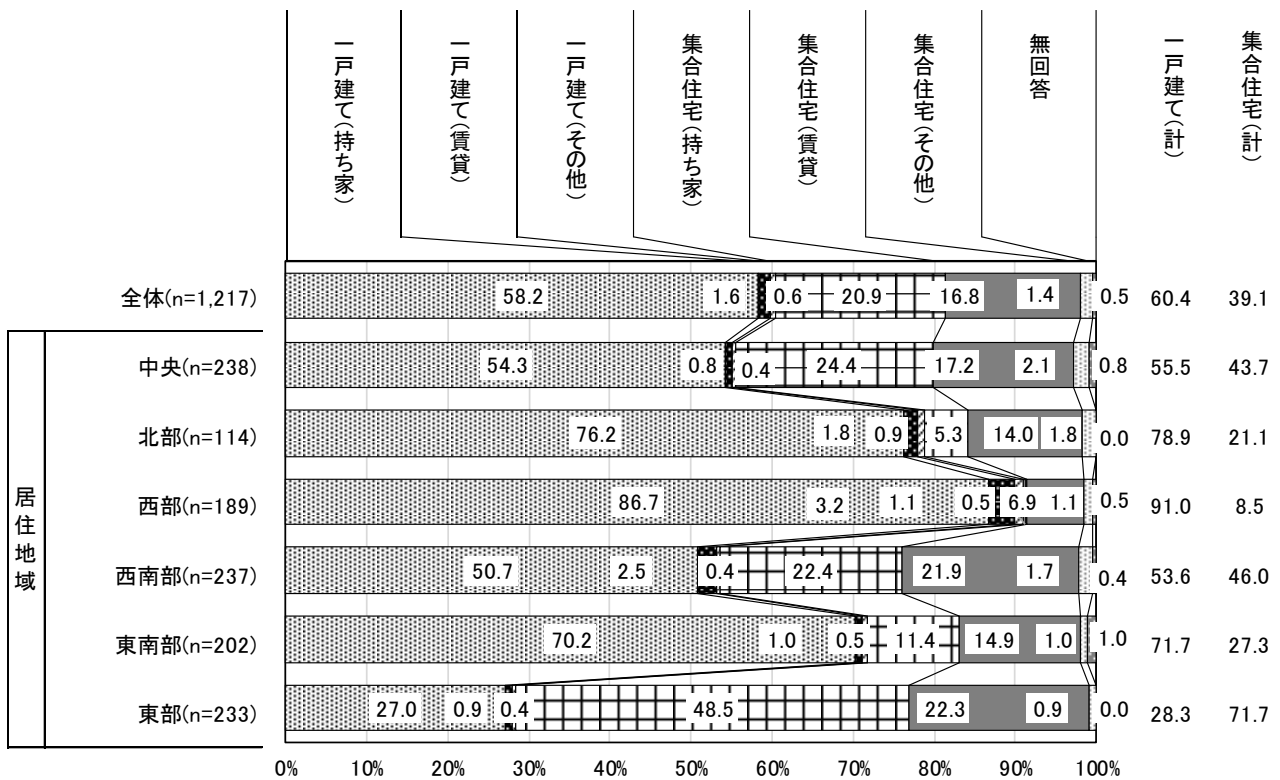 一戸建て（持ち家）
一戸建て（賃貸）
一戸建て（その他）
集合住宅（持ち家）
集合住宅（賃貸）
集合住宅（その他）
無回答
一戸建て（計）
集合住宅（計）
全体(n=1,217) 58.2 1.6 0.6 20.9 16.8 1.4 0.5 60.4 39.1
居住地域
中央(n=238) 54.3 0.8 0.4 24.4 17.2 2.1 0.8 55.5 43.7
北部(n=114) 76.2 1.8 0.9 5.3 14.0 1.8 0.0 78.9 21.1
西部(n=189) 86.7 3.2 1.1 0.5 6.9 1.1 0.5 91.0 8.5
西南部(n=237) 50.7 2.5 0.4 22.4 21.9 1.7 0.4 53.6 46.0
東南部(n=202) 70.2 1.0 0.5 11.4 14.9 1.0 1.0 71.7 27.3
東部(n=233) 27.0 0.9 0.4 48.5 22.3 0.9 0.0 28.3 71.7
0% 10% 20% 30% 40% 50% 60% 70% 80% 90% 100%